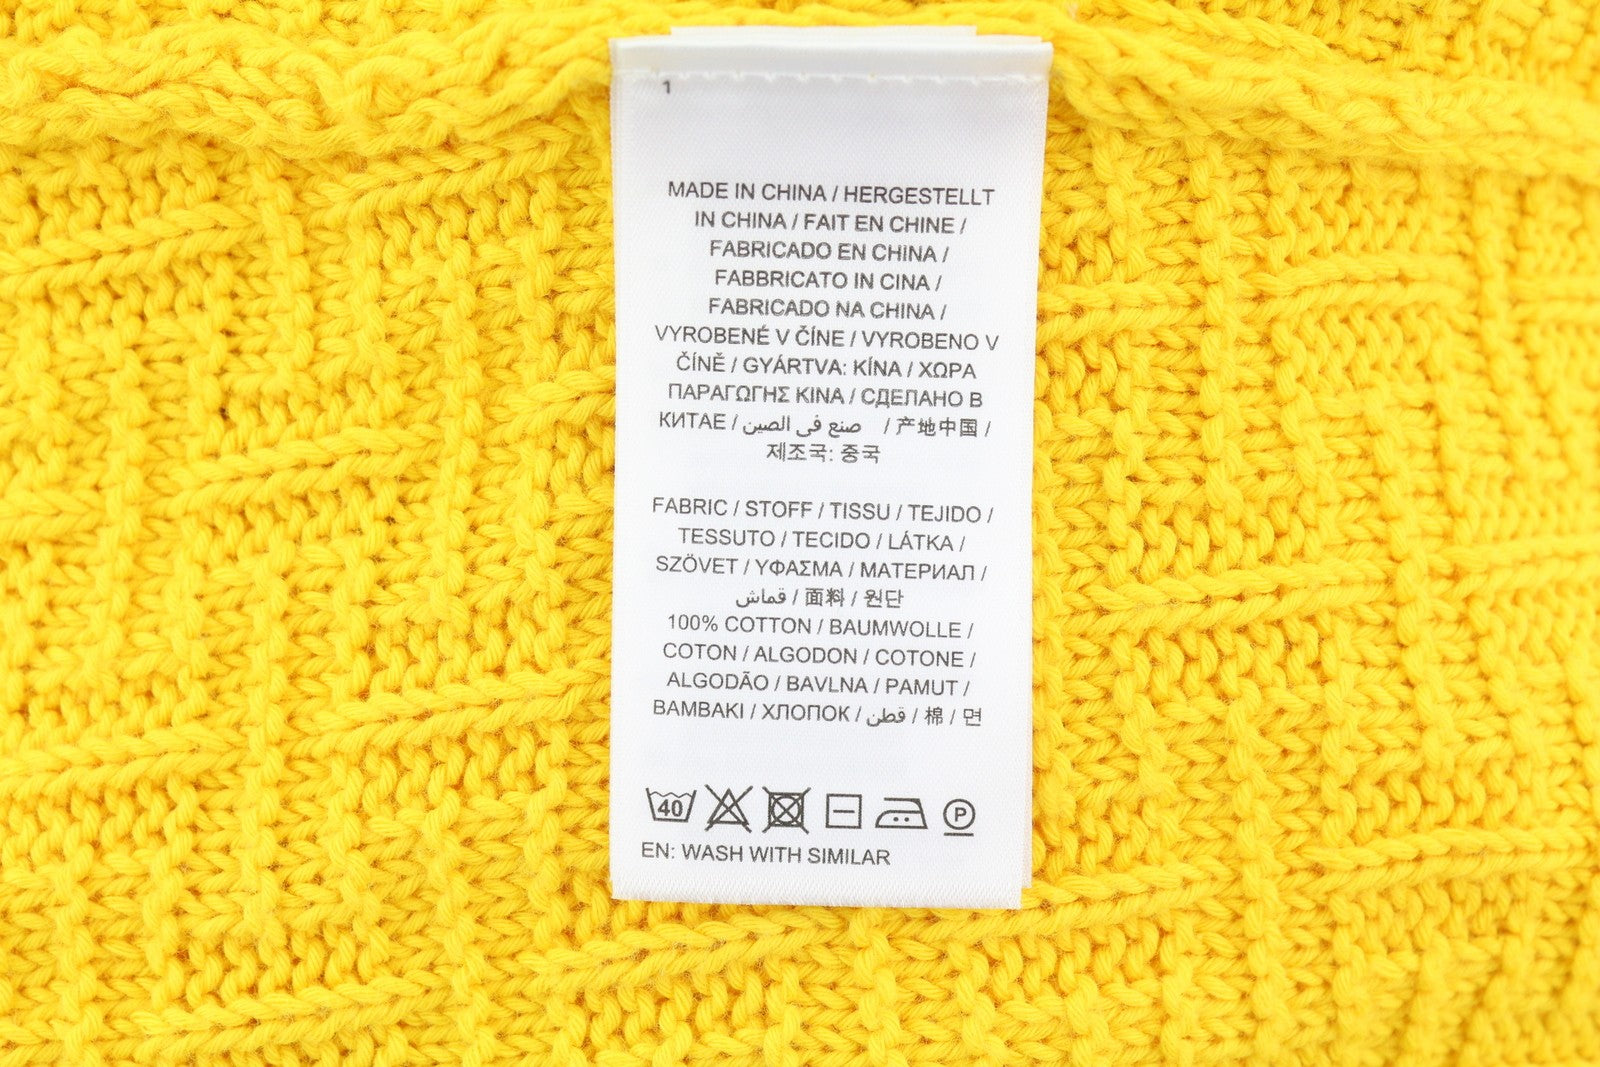 1
MADE IN CHINA / HERGESTELLT
IN CHINA / FAIT EN CHINE /
FABRICADO EN CHINA /
FABBRICATO IN CINA /
FABRICADO NA CHINA /
VYROBENÉ V ČÍNE / VYROBENO V
ČÍNĚ / GYÁRTVA: KÍNA / ΧΩΡΑ
ΠΑΡΑΓΩΓΗΣ ΚΙΝΑ / СДЕЛАНО В
КИТАЕ / صنع في الصين / 产地中国 /
제조국: 중국
FABRIC / STOFF / TISSU / TEJIDO /
TESSUTO / TECIDO / LÁTKA /
SZÖVET / ΥΦΑΣΜΑ / МАТЕРИАЛ /
قماش / 面料 / 원단
100% COTTON / BAUMWOLLE /
COTON / ALGODON / COTONE /
ALGODÃO / BAVLNA / PAMUT /
ΒΑΜΒΑΚΙ / ХЛОПОК / قطن / 棉 / 면
40 P
EN: WASH WITH SIMILAR